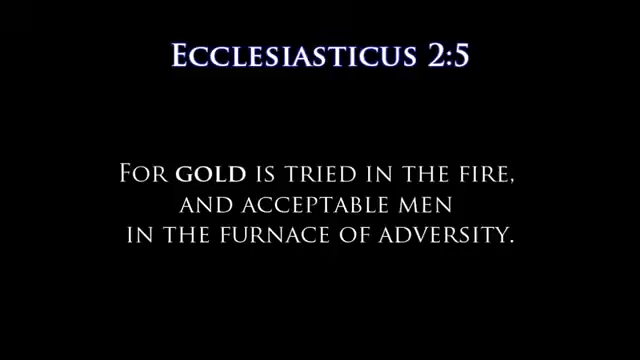 Ecclesiasticus 2:5
For gold is tried in the fire,
and acceptable men
in the furnace of adversity.